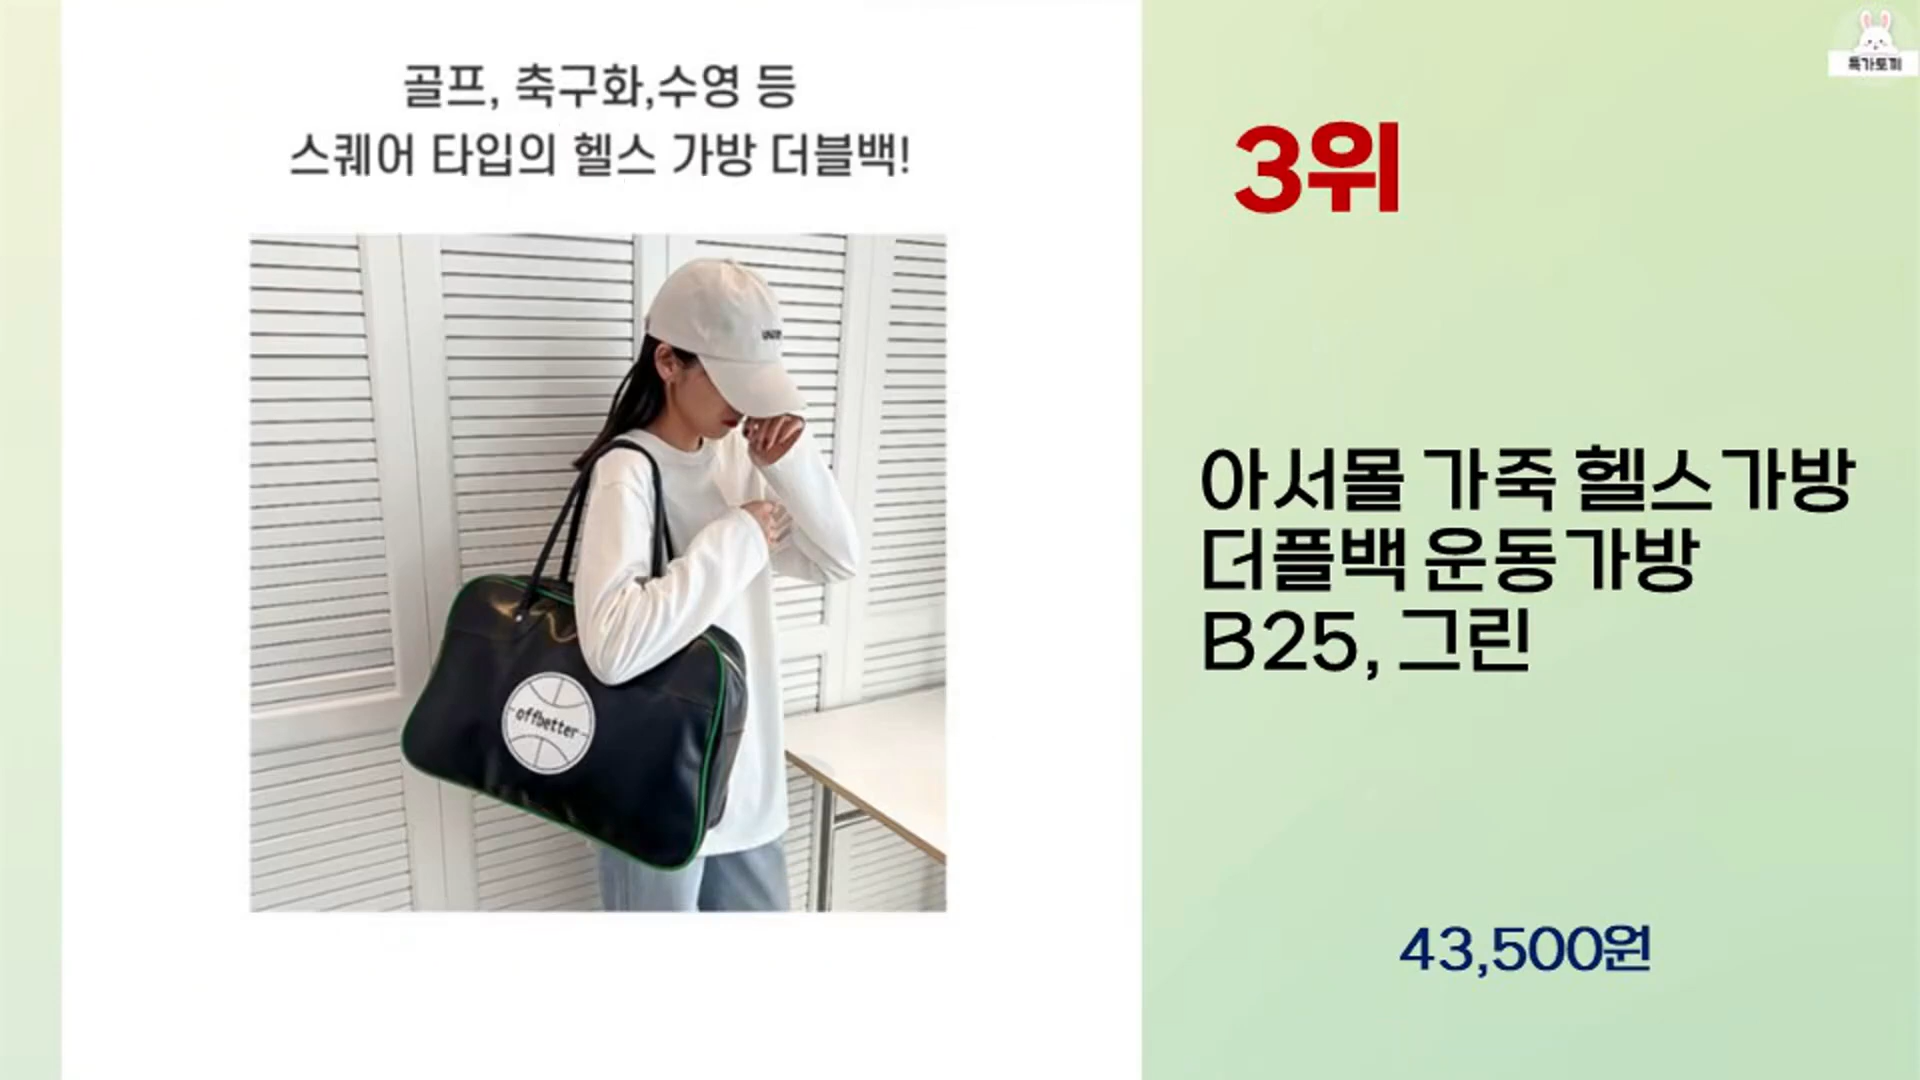 골프, 축구화,수영 등
스퀘어 타입의 헬스 가방 더블백!
offbetter
특가토끼
3위
아서몰 가죽 헬스 가방
더플백 운동가방
B25, 그린
43,500원